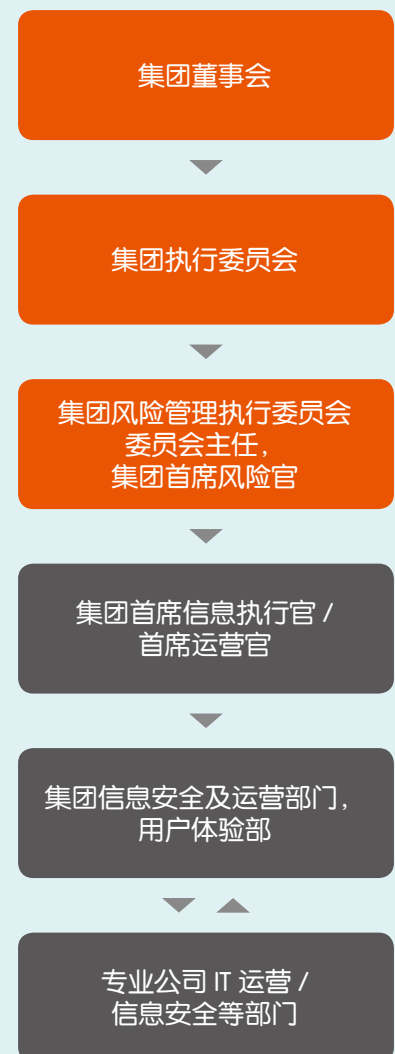 集团董事会
集团执行委员会
集团风险管理执行委员会
委员会主任,
集团首席风险官
集团首席信息执行官 /
首席运营官
集团信息安全及运营部门,
用户体验部
专业公司 IT 运营 /
信息安全等部门